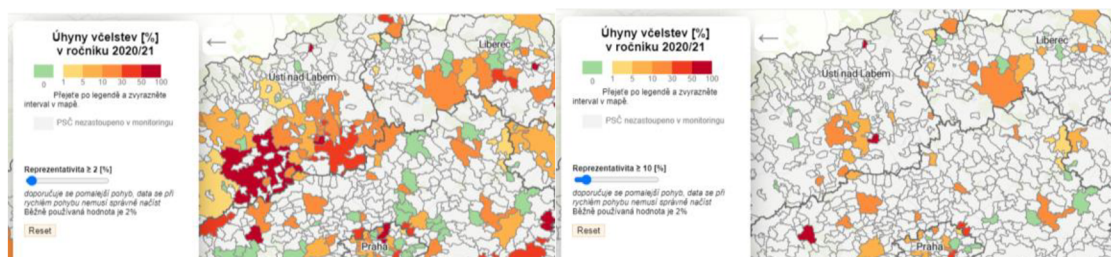 Úhyny včelstev [%]
v ročníku 2020/21
0 1 5 10 30 50 100
Přejeďte po legendě a zvýrazněte
interval v mapě.
PSČ nezastoupeno v monitoringu
Reprezentativita ≥ 2 [%]
doporučuje se pomalejší pohyb, data se při
rychlém pohybu nemusí správně načíst
Běžně používaná hodnota je 2%
Reset
←
Ústí nad Labem
Liberec
Praha
Úhyny včelstev [%]
v ročníku 2020/21
0 1 5 10 30 50 100
Přejeďte po legendě a zvýrazněte
interval v mapě.
PSČ nezastoupeno v monitoringu
Reprezentativita ≥ 10 [%]
doporučuje se pomalejší pohyb, data se při
rychlém pohybu nemusí správně načíst
Běžně používaná hodnota je 2%
Reset
←
Ústí nad Labem
Liberec
Praha